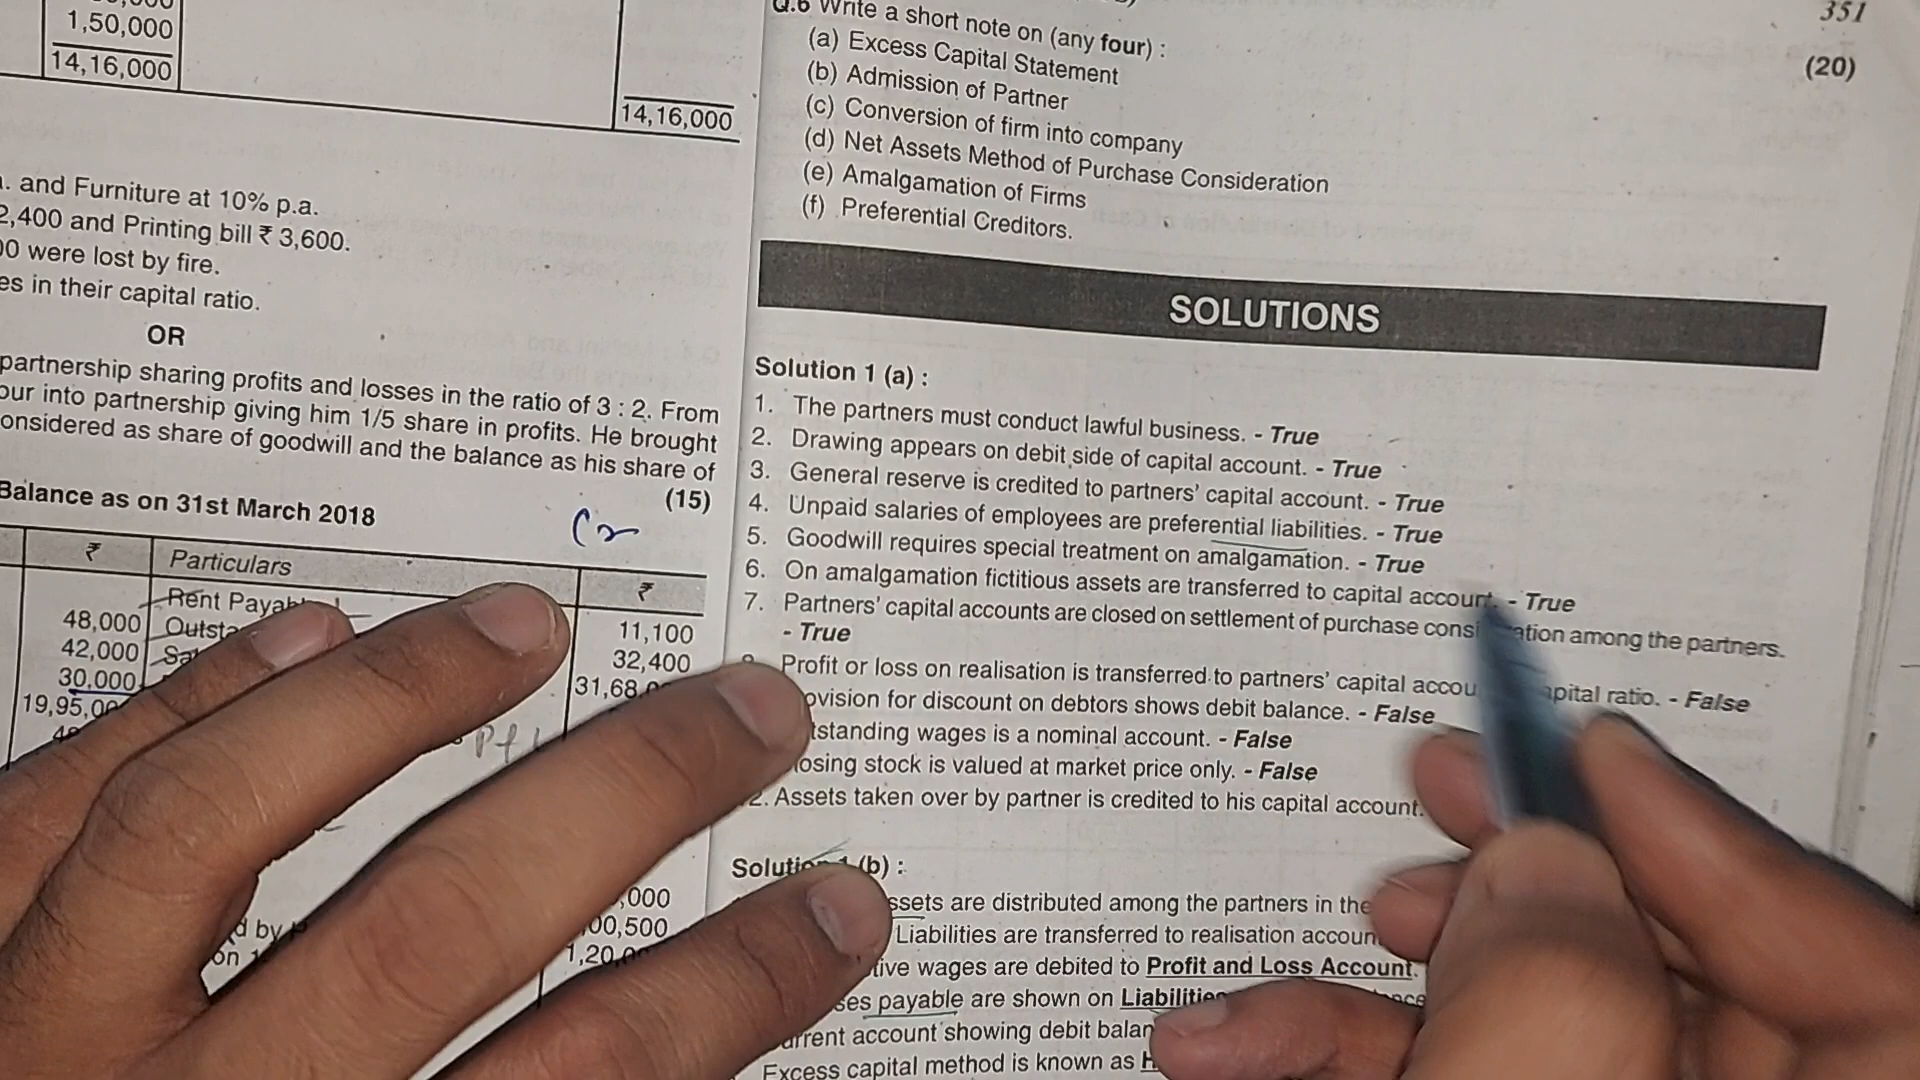 1,50,000
14,16,000
14,16,000
. and Furniture at 10% p.a.
2,400 and Printing bill ₹ 3,600.
00 were lost by fire.
es in their capital ratio.
OR
partnership sharing profits and losses in the ratio of 3 : 2. From
our into partnership giving him 1/5 share in profits. He brought
onsidered as share of goodwill and the balance as his share of
(15)
Balance as on 31st March 2018
₹ Particulars ₹
Rent 11,100
48,000 32,400
42,000
30,000
19,95,00
,000
00,500
d by
on
351
Q.6 Write a short note on (any four) :
(20)
(a) Excess Capital Statement
(b) Admission of Partner
(c) Conversion of firm into company
(d) Net Assets Method of Purchase Consideration
(e) Amalgamation of Firms
(f) Preferential Creditors.
SOLUTIONS
Solution 1 (a) :
1. The partners must conduct lawful business. - True
2. Drawing appears on debit side of capital account. - True
3. General reserve is credited to partners' capital account. - True
4. Unpaid salaries of employees are preferential liabilities. - True
5. Goodwill requires special treatment on amalgamation. - True
6. On amalgamation fictitious assets are transferred to capital account. - True
7. Partners' capital accounts are closed on settlement of purchase consi ation among the partners.
- True
Profit or loss on realisation is transferred to partners' capital accou pital ratio. - False
ovision for discount on debtors shows debit balance. - False
tstanding wages is a nominal account. - False
losing stock is valued at market price only. - False
2. Assets taken over by partner is credited to his capital account.
Solution 1 (b) :
ssets are distributed among the partners in the
Liabilities are transferred to realisation accoun
tive wages are debited to Profit and Loss Account.
ses payable are shown on Liabilitie
urrent account showing debit balan
Excess capital method is known as H